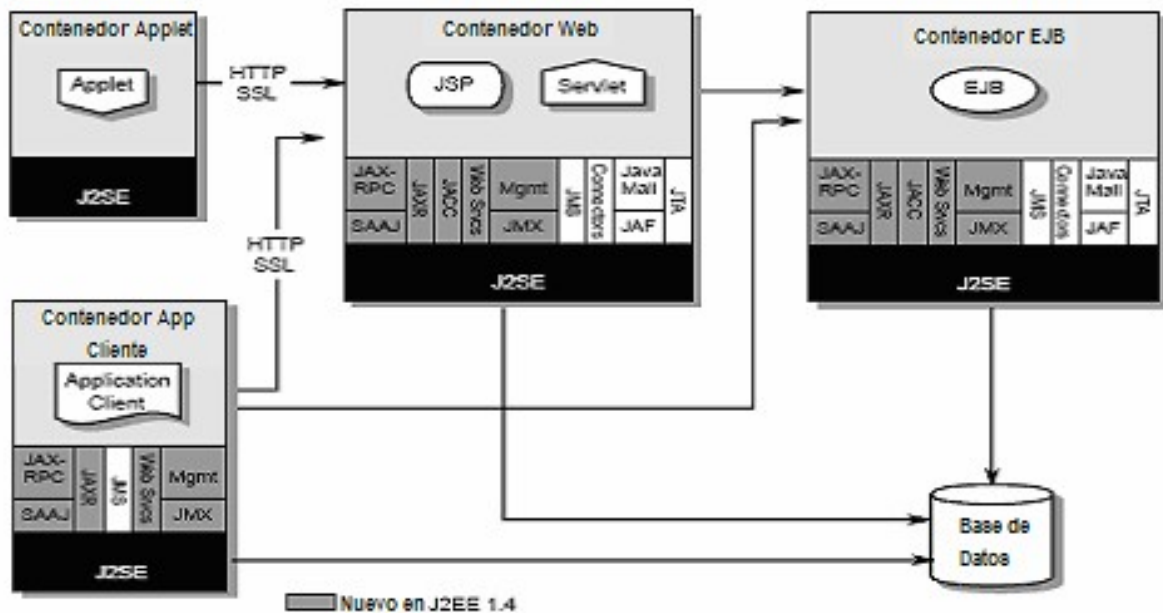 Contenedor Applet
Applet
J2SE
HTTP
SSL
Contenedor Web
JSP
Servlet
JAX-
RPC
SAAJ
JAXR
JACC
Web Srvcs
Mgmt
JMX
JMS
Connectors
Java
Mail
JAF
JTA
J2SE
Contenedor EJB
EJB
JAX-
RPC
SAAJ
JAXR
JACC
Web Srvcs
Mgmt
JMX
JMS
Connectors
Java
Mail
JAF
JTA
J2SE
HTTP
SSL
Contenedor App
Cliente
Application
Client
JAX-
RPC
SAAJ
JAXR
JMS
Web Srvcs
Mgmt
JMX
J2SE
Base de
Datos
Nuevo en J2EE 1.4